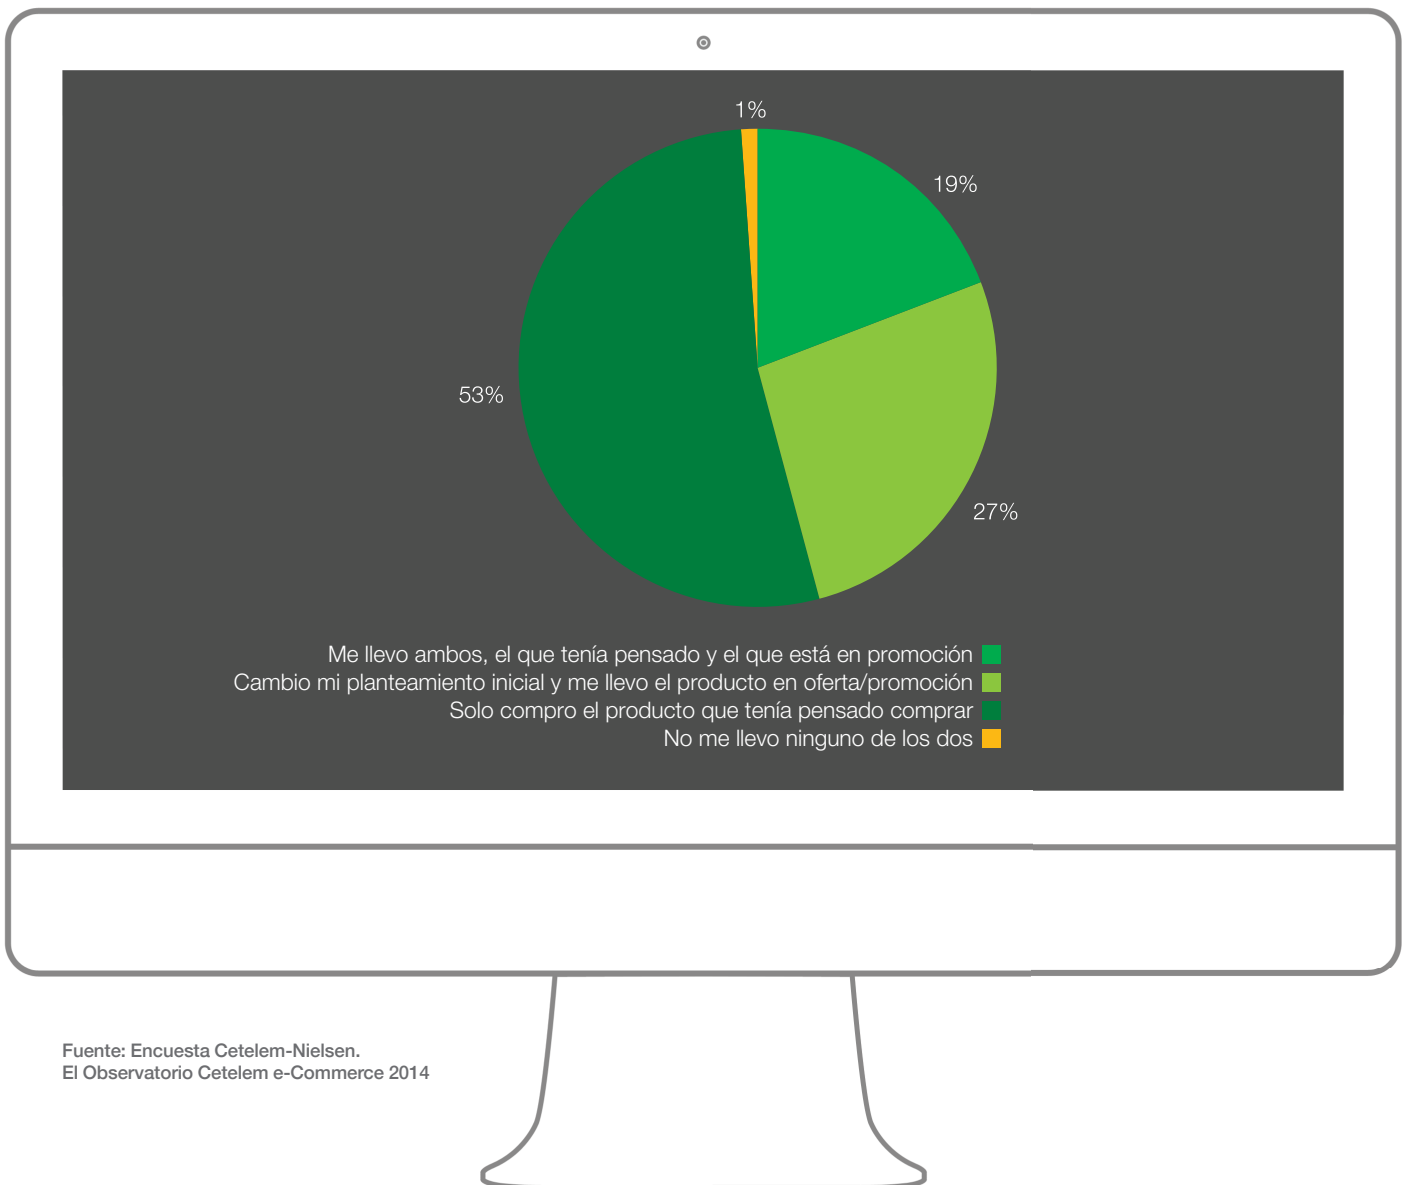 1%
19%
53%
27%
Me llevo ambos, el que tenía pensado y el que está en promoción
Cambio mi planteamiento inicial y me llevo el producto en oferta/promoción
Solo compro el producto que tenía pensado comprar
No me llevo ninguno de los dos
Fuente: Encuesta Cetelem-Nielsen.
El Observatorio Cetelem e-Commerce 2014